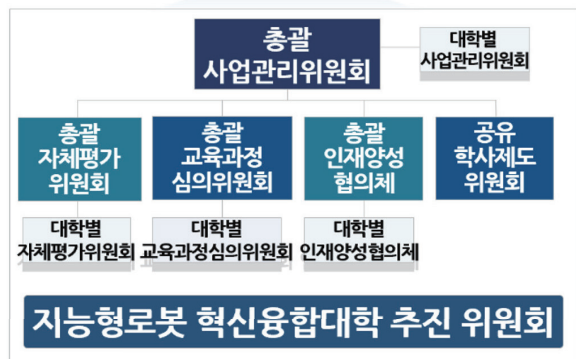 총괄
사업관리위원회
대학별
사업관리위원회
총괄
자체평가
위원회
총괄
교육과정
심의위원회
총괄
인재양성
협의체
공유
학사제도
위원회
대학별
자체평가위원회
대학별
교육과정심의위원회
대학별
인재양성협의체
지능형로봇 혁신융합대학 추진 위원회